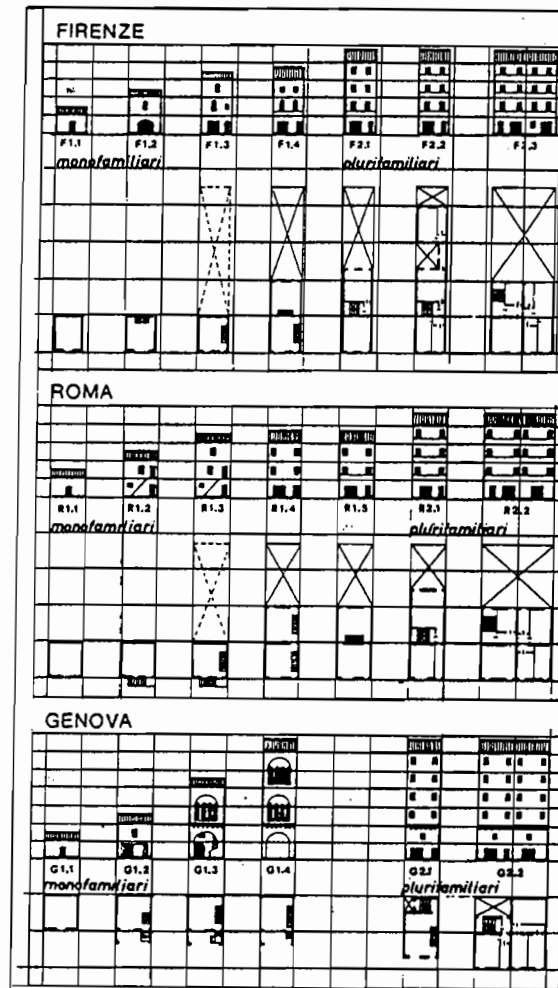 FIRENZE
F1.1 F1.2 F1.3 F1.4 F2.1 F2.2 F2.3
monofamiliari plurifamiliari
ROMA
R1.1 R1.2 R1.3 R1.4 R1.5 R2.1 R2.2
monofamiliari plurifamiliari
GENOVA
G1.1 G1.2 G1.3 G1.4 G2.1 G2.2
monofamiliari plurifamiliari